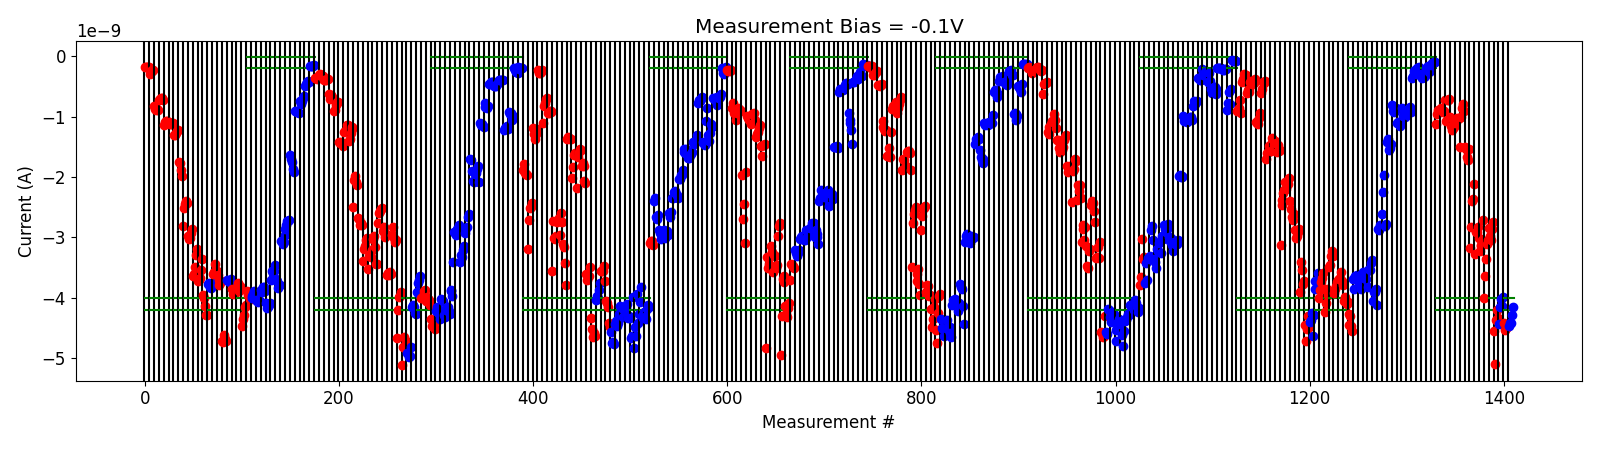 Measurement Bias = -0.1V
1e−9
0
−1
−2
−3
−4
−5
Current (A)
0 200 400 600 800 1000 1200 1400
Measurement #